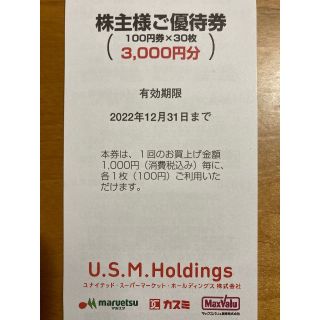 株主様ご優待券
(100円券×30枚
3,000円分)
有効期限
2022年12月31日まで
本券は、1回のお買上げ金額
1,000円(消費税込み)毎に、
各1枚(100円)ご利用いた
だけます。
U.S.M.Holdings
ユナイテッド・スーパーマーケット・ホールディングス株式会社
maruetsu カスミ MaxValu
マルエツ